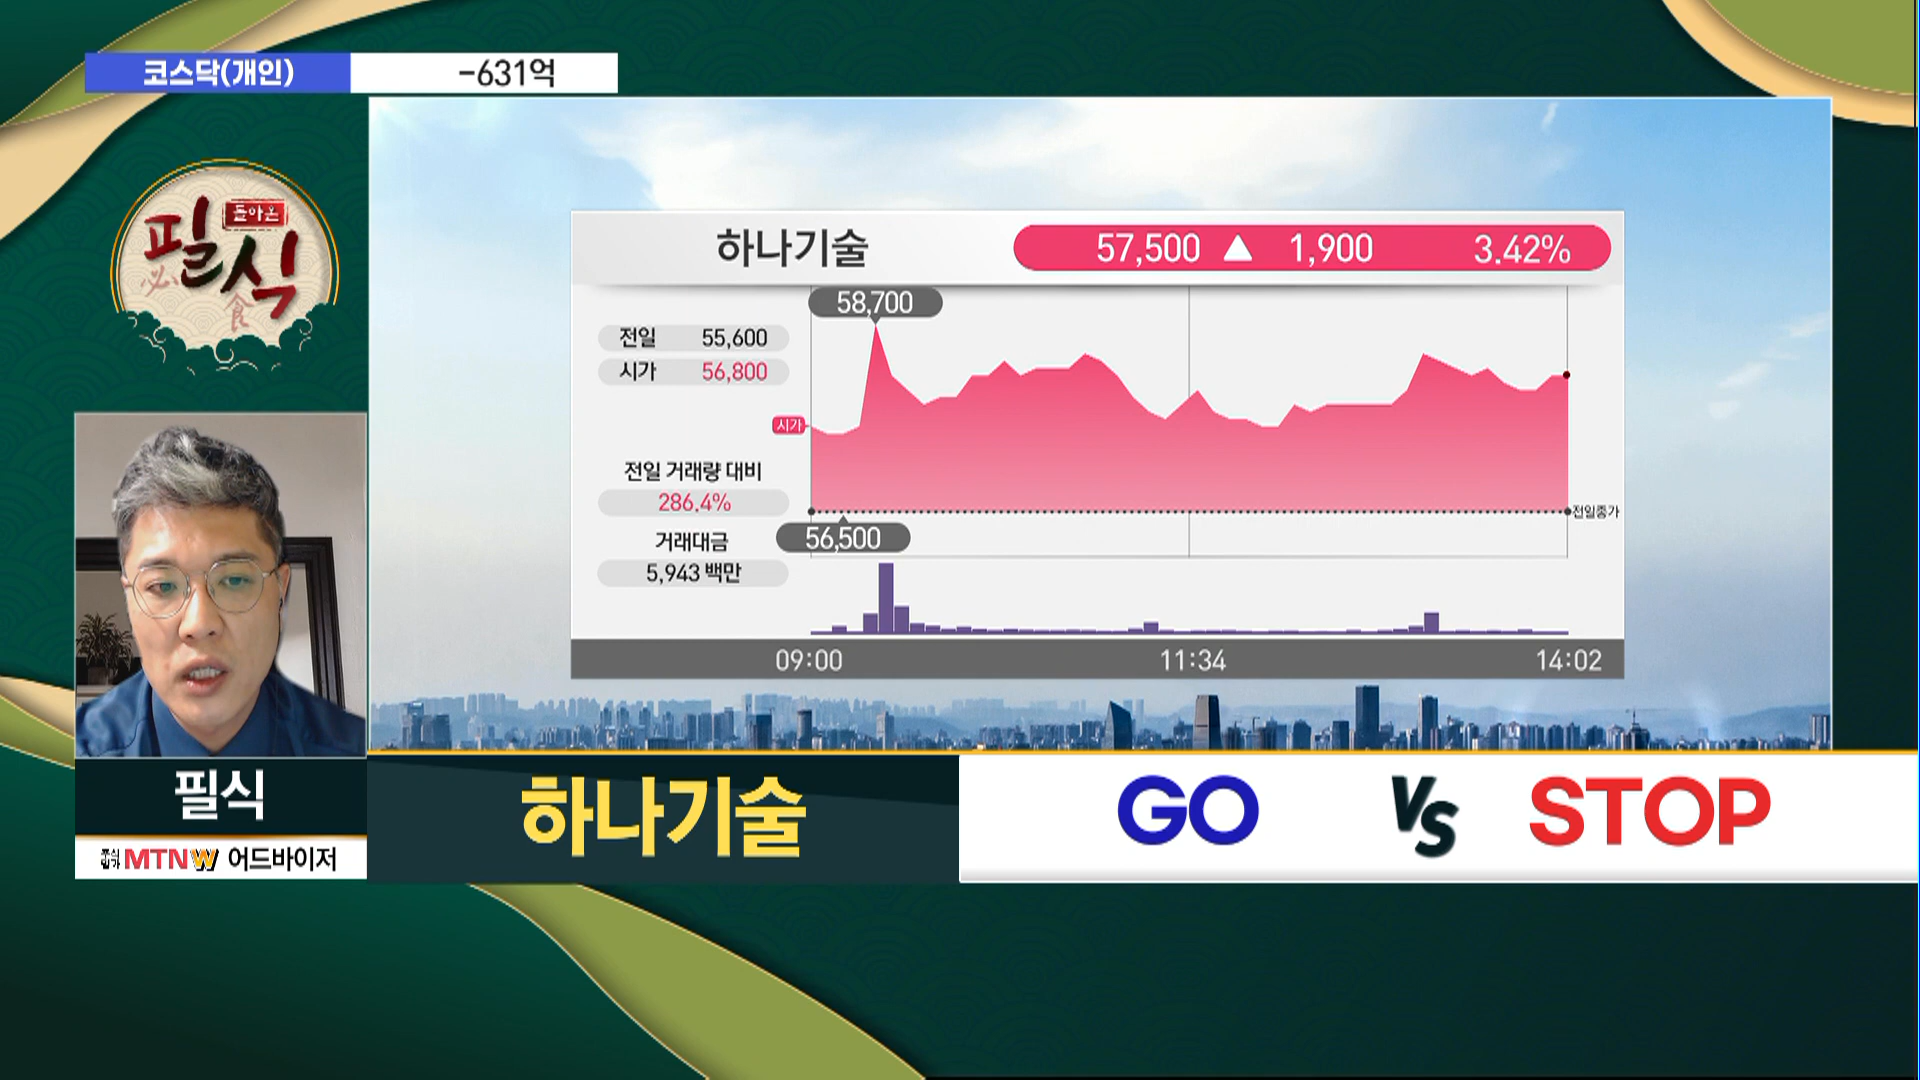 코스닥(개인) -631억
돌아온
필식
必食
하나기술 57,500 ▲ 1,900 3.42%
58,700
전일 55,600
시가 56,800
시가
전일 거래량 대비
286.4%
전일종가
56,500
거래대금
5,943 백만
09:00 11:34 14:02
필식
MTNW 어드바이저
하나기술
GO VS STOP